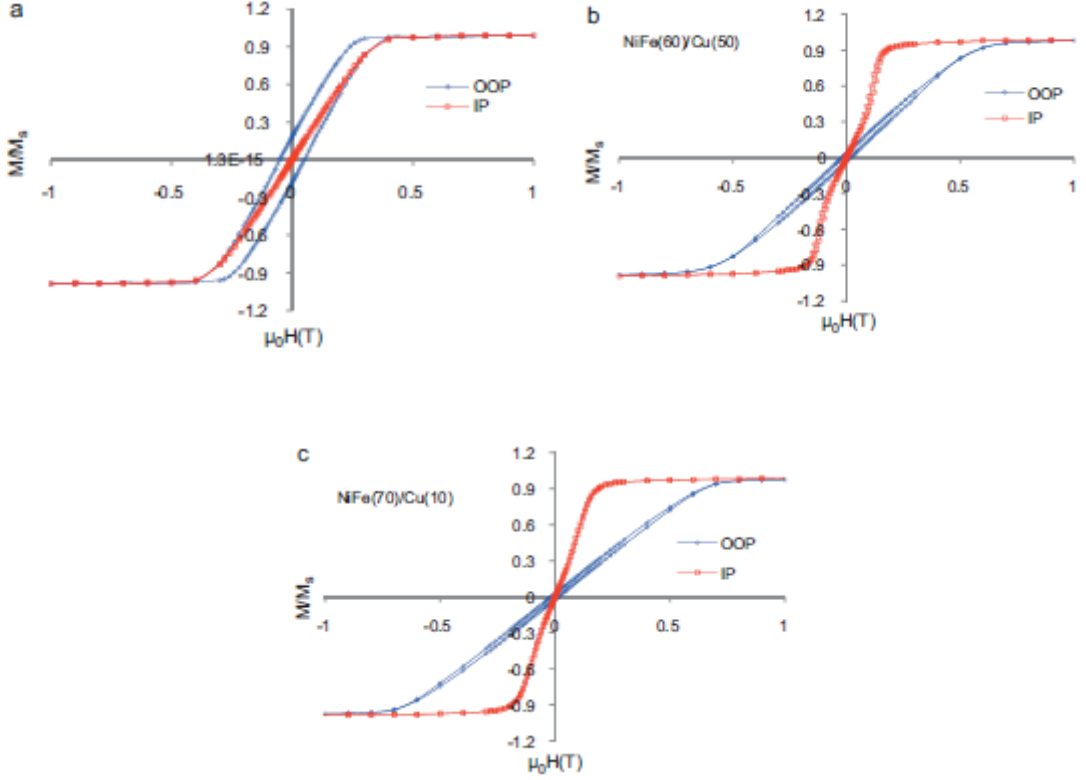 a
1.2
0.9
0.6
0.3
1.3E-15
-0.3
-0.6
-0.9
-1.2
-1
-0.5
0
0.5
1
OOP
IP
M/Ms
μ0H(T)
b
NiFe(60)/Cu(50)
1.2
0.9
0.6
0.3
0
-0.3
-0.6
-0.9
-1.2
-1
-0.5
0
0.5
1
OOP
IP
M/Ms
μ0H(T)
c
NiFe(70)/Cu(10)
1.2
0.9
0.6
0.3
0
-0.3
-0.6
-0.9
-1.2
-1
-0.5
0
0.5
1
OOP
IP
M/Ms
μ0H(T)